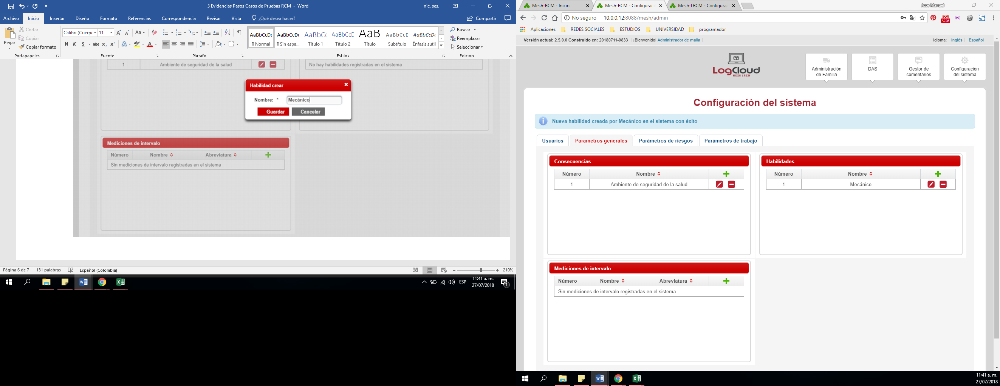 3 Evidencias Pasos Casos de Pruebas RCM - Word
Inic. ses.
Archivo Inicio Insertar Diseño Formato Referencias Correspondencia Revisar Vista ¿Qué desea hacer? Compartir
Pegar
Cortar
Copiar
Copiar formato
Portapapeles
Calibri (Cuerpo 11
Fuente
Párrafo
AaBbCcDc AaBbCcDc AaBbC( AaBbCcC AaB AaBbCcC AaBbCcDc
¶ Normal ¶ Sin espa... Título 1 Título 2 Título Subtítulo Énfasis sutil
Estilos
Buscar
Reemplazar
Seleccionar
Edición
1 Ambiente de seguridad de la salud
No hay habilidades registradas en el sistema
Habilidad crear
Nombre: * Mecánico
Guardar Cancelar
Mediciones de intervalo
Número Nombre Abreviatura
Sin mediciones de intervalo registradas en el sistema
Página 6 de 7 131 palabras Español (Colombia) 210%
ESP
11:41 a. m.
27/07/2018
1
Mesh-RCM - Inicio
Mesh-RCM - Configuraci
Mesh-LRCM - Configurac
Jose Manuel
No seguro 10.0.0.12:8088/mesh/admin
5226
Aplicaciones REDES SOCIALES ESTUDIOS UNIVERSIDAD programador
Versión actual: 2.5.0.0 Construido en: 20180711-0833 ¡Bienvenido! Administrador de malla
Idioma: Inglés Español
LogCloud
MESH LRCM
Administración de Familia
DAS
Gestor de comentarios
Configuración del sistema
Configuración del sistema
Nueva habilidad creada por Mecánico en el sistema con éxito
Usuarios Parametros generales Parámetros de riesgos Parámetros de trabajo
Consecuencias
Número Nombre
1 Ambiente de seguridad de la salud
Habilidades
Número Nombre
1 Mecánico
Mediciones de intervalo
Número Nombre Abreviatura
Sin mediciones de intervalo registradas en el sistema
11:41 a. m.
27/07/2018